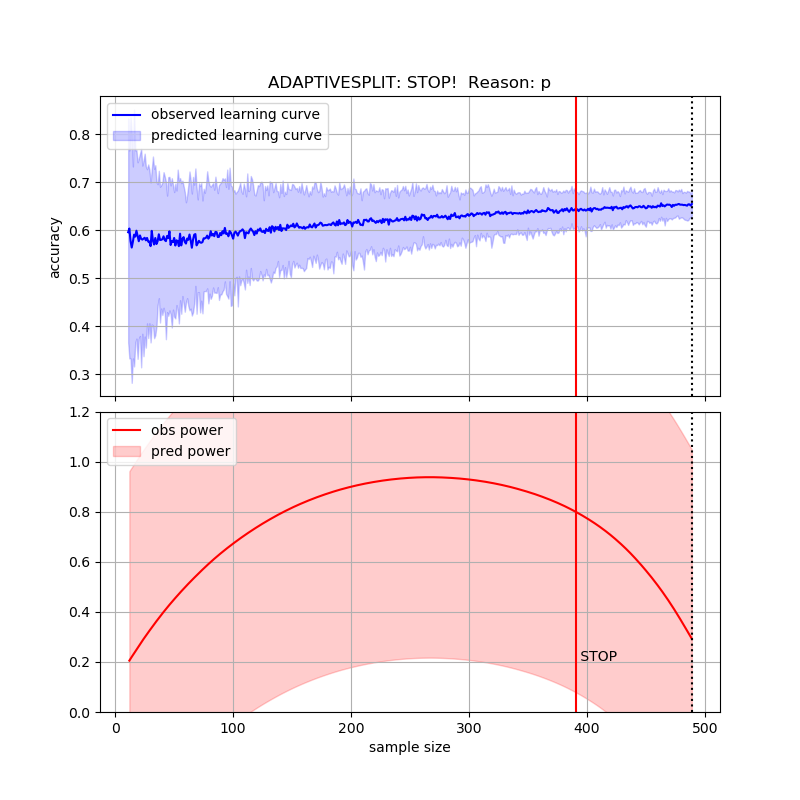 ADAPTIVESPLIT: STOP!  Reason: p
observed learning curve
predicted learning curve
0.8
0.7
0.6
0.5
0.4
0.3
accuracy
1.2
1.0
0.8
0.6
0.4
0.2
0.0
obs power
pred power
STOP
0 100 200 300 400 500
sample size